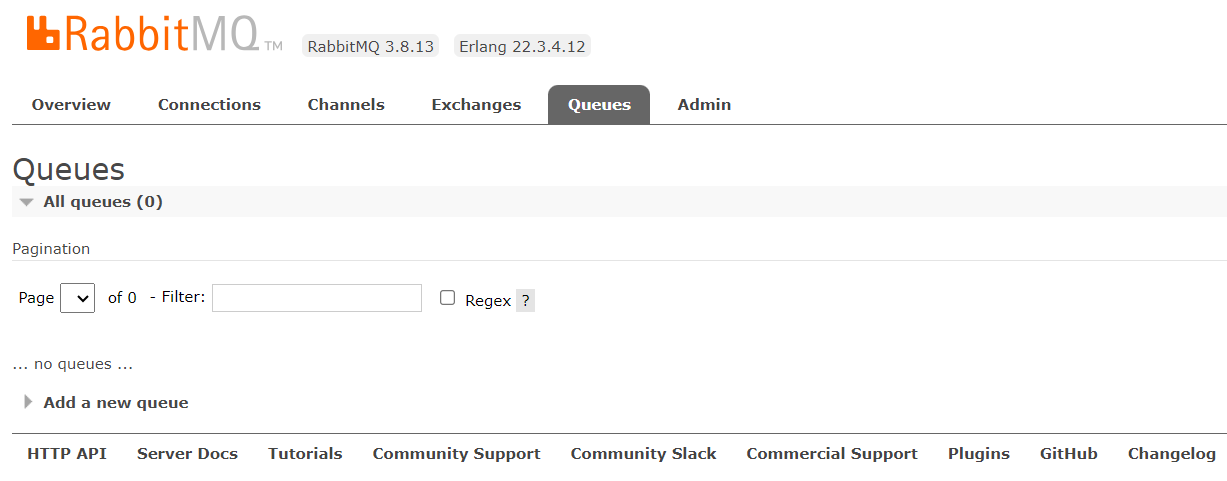 RabbitMQ TM RabbitMQ 3.8.13 Erlang 22.3.4.12
Overview Connections Channels Exchanges Queues Admin
Queues
All queues (0)
Pagination
Page of 0 - Filter: Regex ?
... no queues ...
Add a new queue
HTTP API Server Docs Tutorials Community Support Community Slack Commercial Support Plugins GitHub Changelog